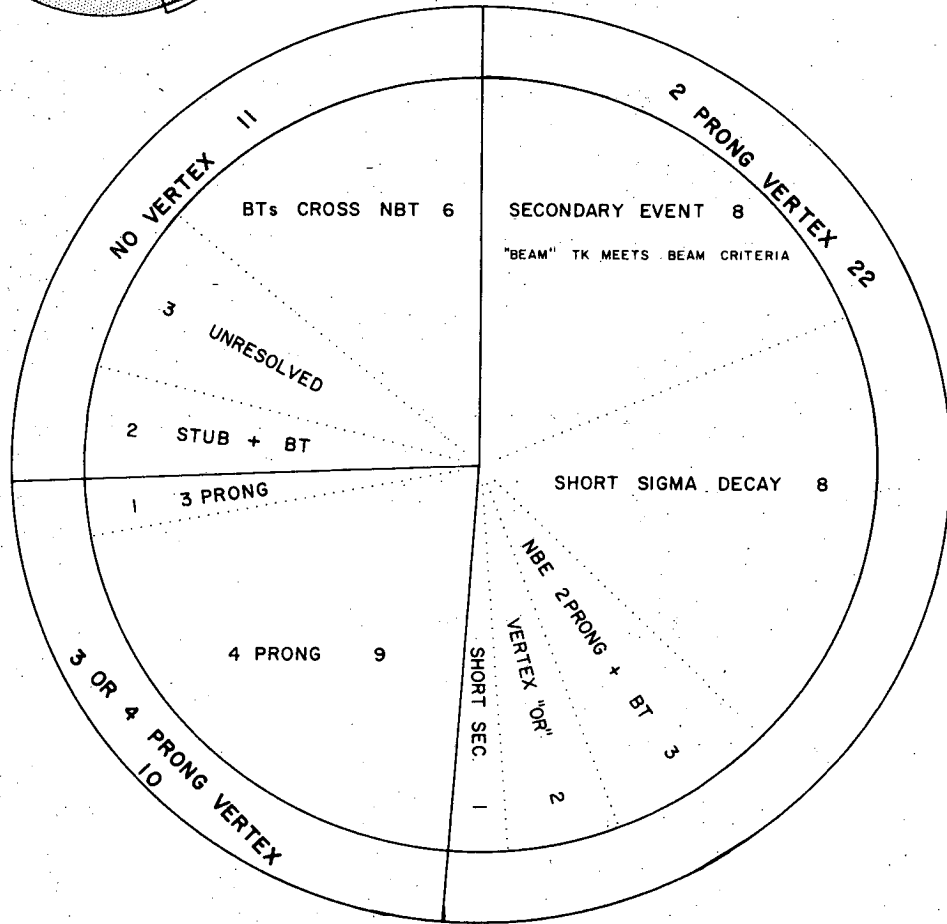 2 PRONG VERTEX 22
SECONDARY EVENT 8
"BEAM" TK MEETS BEAM CRITERIA
SHORT SIGMA DECAY 8
NBE 2 PRONG + BT 3
VERTEX "OR" 2
SHORT SEC. 1
3 OR 4 PRONG VERTEX
10
4 PRONG 9
1 3 PRONG
NO VERTEX 11
2 STUB + BT
3 UNRESOLVED
BTs CROSS NBT 6